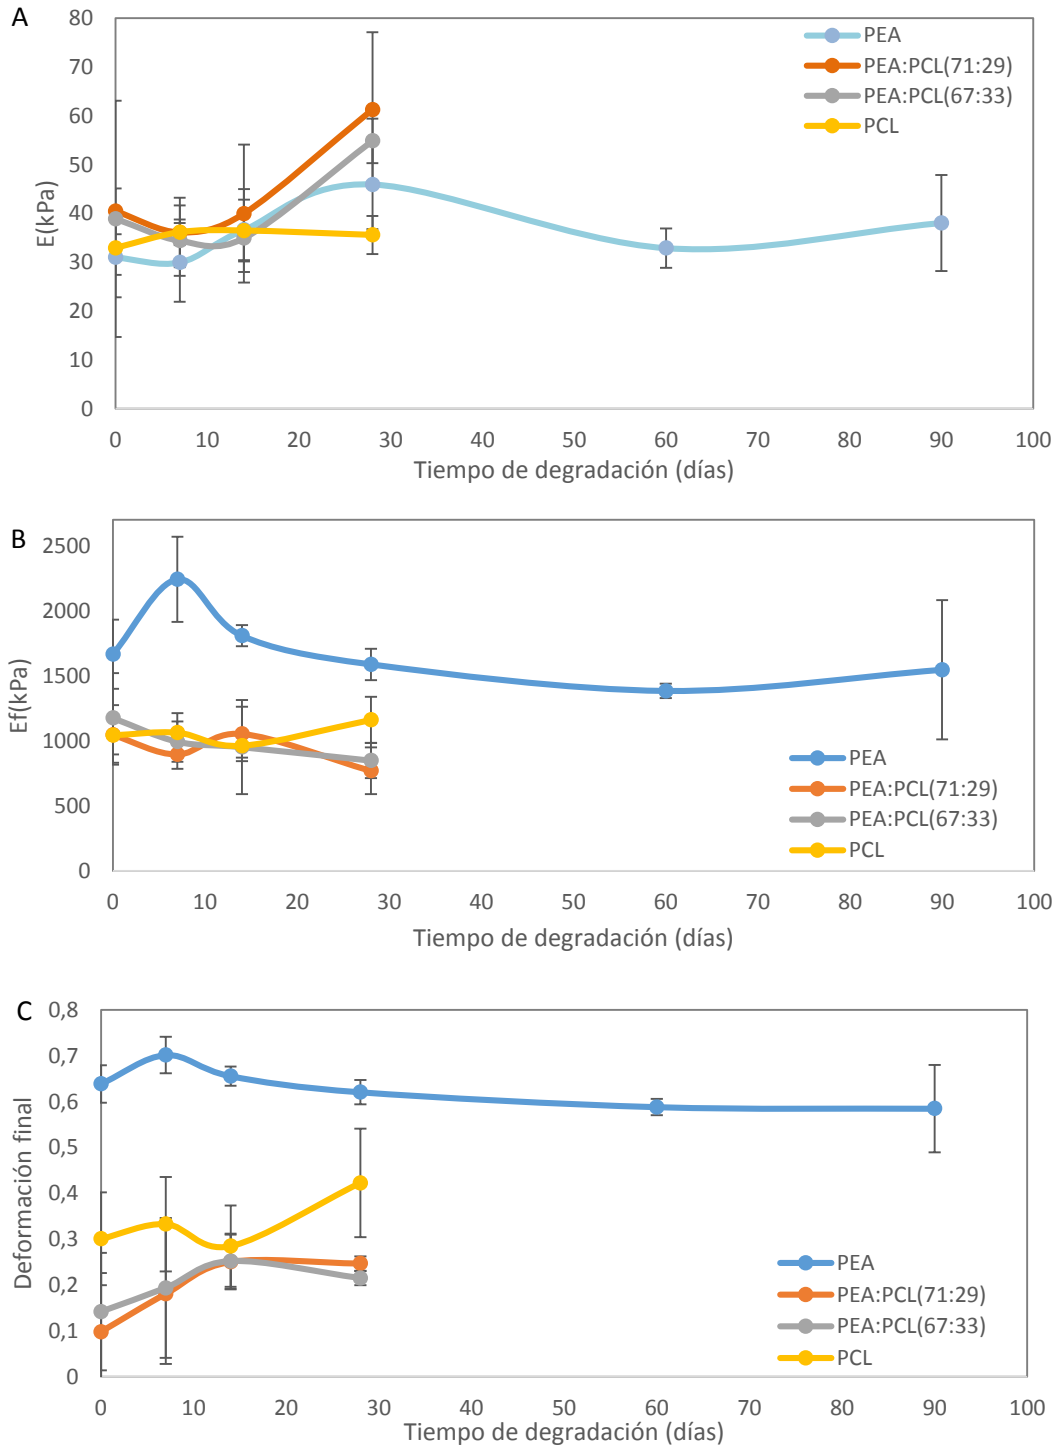 A
80
70
60
50
40
30
20
10
0
E(kPa)
PEA
PEA:PCL(71:29)
PEA:PCL(67:33)
PCL
0 10 20 30 40 50 60 70 80 90 100
Tiempo de degradación (días)
B
2500
2000
1500
1000
500
0
Ef(kPa)
PEA
PEA:PCL(71:29)
PEA:PCL(67:33)
PCL
0 10 20 30 40 50 60 70 80 90 100
Tiempo de degradación (días)
C
0,8
0,7
0,6
0,5
0,4
0,3
0,2
0,1
0
Deformación final
PEA
PEA:PCL(71:29)
PEA:PCL(67:33)
PCL
0 10 20 30 40 50 60 70 80 90 100
Tiempo de degradación (días)